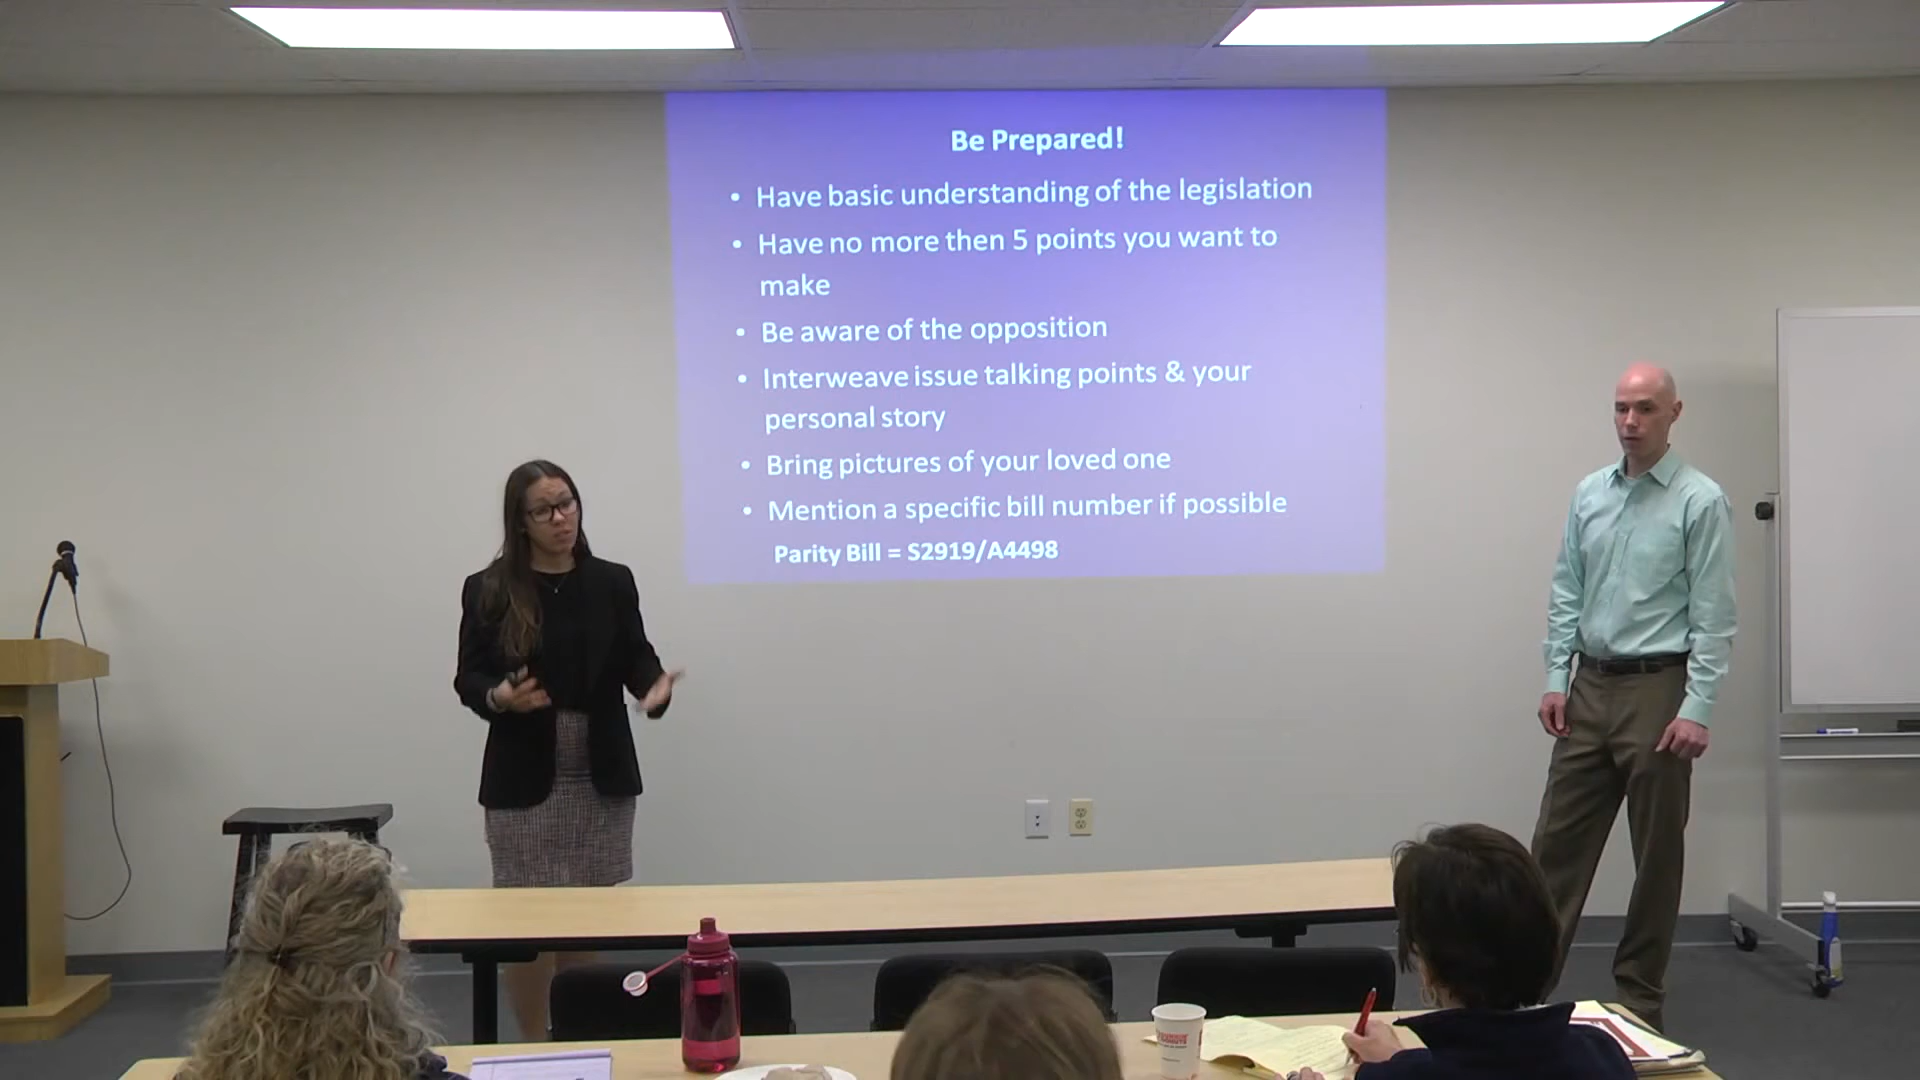 Be Prepared!
• Have basic understanding of the legislation
• Have no more then 5 points you want to
make
• Be aware of the opposition
• Interweave issue talking points & your
personal story
• Bring pictures of your loved one
• Mention a specific bill number if possible
Parity Bill = S2919/A4498